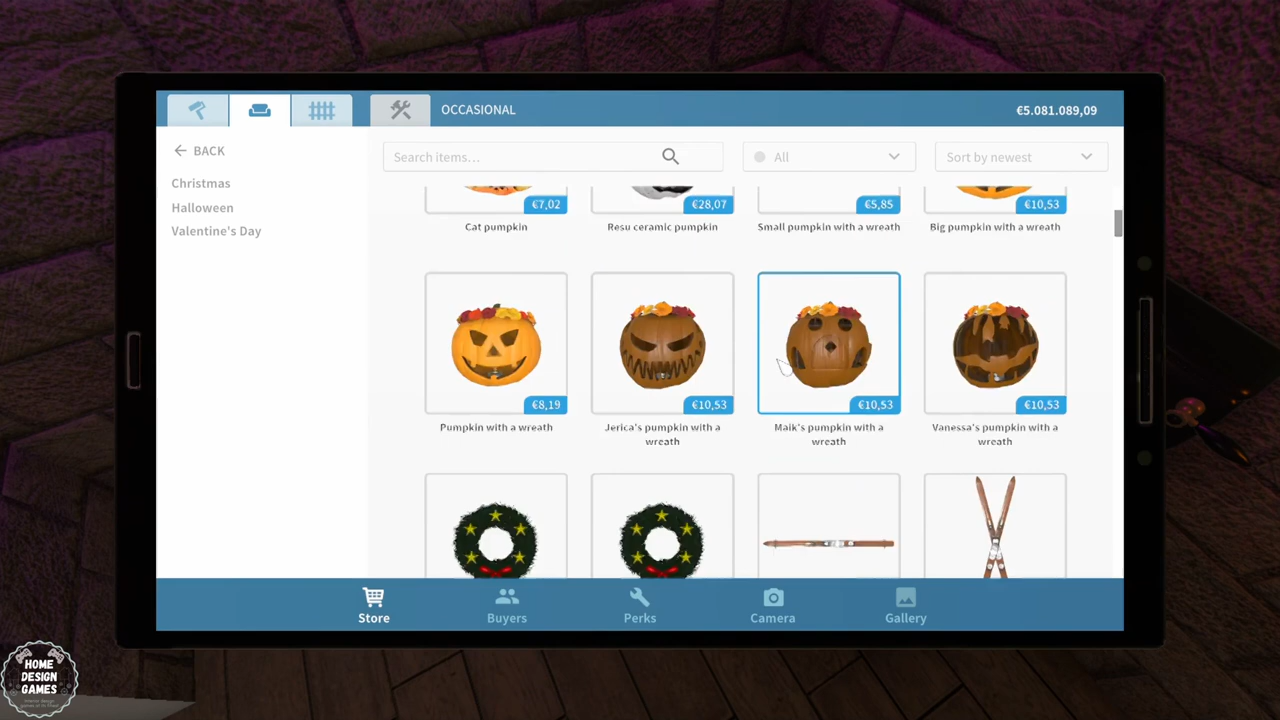 OCCASIONAL
€5.081.089,09
BACK
Search items...
All
Sort by newest
Christmas
Halloween
Valentine's Day
€7,02
€28,07
€5,85
€10,53
Cat pumpkin
Resu ceramic pumpkin
Small pumpkin with a wreath
Big pumpkin with a wreath
€8,19
€10,53
€10,53
€10,53
Pumpkin with a wreath
Jerica's pumpkin with a
wreath
Maik's pumpkin with a
wreath
Vanessa's pumpkin with a
wreath
Store
Buyers
Perks
Camera
Gallery
HOME
DESIGN
GAMES